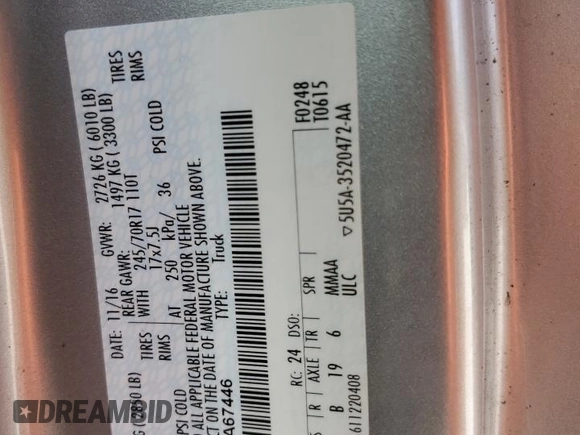 DATE: 11/16 GVWR: 2726 KG ( 6010 LB)
KG (2850 LB) REAR GAWR: 1497 KG ( 3300 LB)
TIRES WITH 245/70R17 110T TIRES
RIMS 17x7.5J RIMS
PSI COLD AT 250 kPa/ 36 PSI COLD
ALL APPLICABLE FEDERAL MOTOR VEHICLE
ON THE DATE OF MANUFACTURE SHOWN ABOVE.
A67446 TYPE: Truck
F0248
RC: 24 DSO: T0615
R AXLE TR SPR
B 19 6 MMAA
611220408 ULC ▽ 5U5A-3520472-AA
DREAMBID